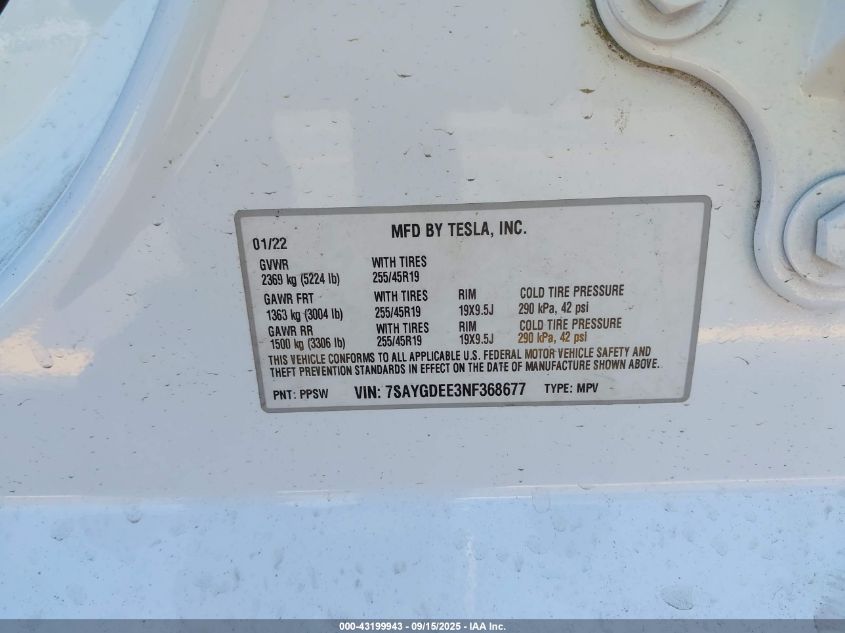 MFD BY TESLA, INC.
01/22
GVWR WITH TIRES
2369 kg (5224 lb) 255/45R19
GAWR FRT WITH TIRES RIM COLD TIRE PRESSURE
1363 kg (3004 lb) 255/45R19 19X9.5J 290 kPa, 42 psi
GAWR RR WITH TIRES RIM COLD TIRE PRESSURE
1500 kg (3306 lb) 255/45R19 19X9.5J 290 kPa, 42 psi
THIS VEHICLE CONFORMS TO ALL APPLICABLE U.S. FEDERAL MOTOR VEHICLE SAFETY AND
THEFT PREVENTION STANDARDS IN EFFECT ON THE DATE OF MANUFACTURE SHOWN ABOVE.
PNT: PPSW VIN: 7SAYGDEE3NF368677 TYPE: MPV
000-43199943 - 09/15/2025 - IAA Inc.